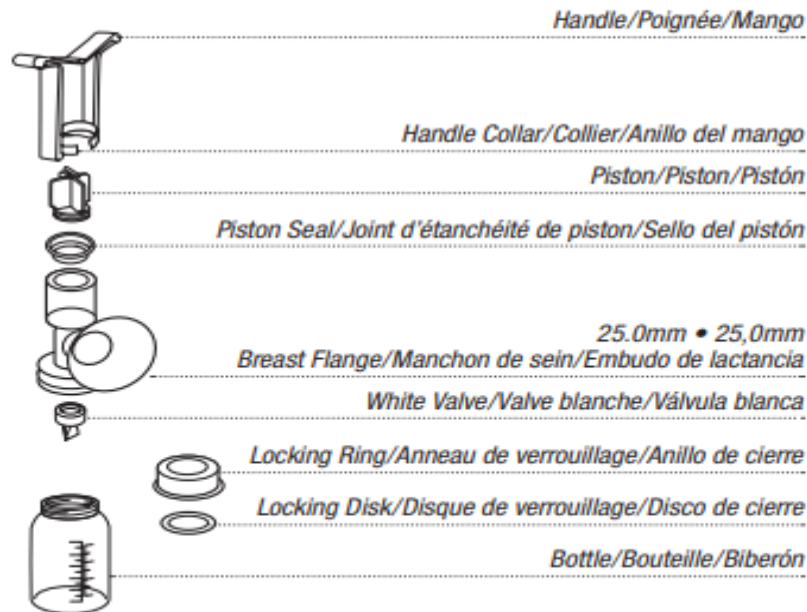 Handle/Poignée/Mango
Handle Collar/Collier/Anillo del mango
Piston/Piston/Pistón
Piston Seal/Joint d'étanchéité de piston/Sello del pistón
25.0mm • 25,0mm
Breast Flange/Manchon de sein/Embudo de lactancia
White Valve/Valve blanche/Válvula blanca
Locking Ring/Anneau de verrouillage/Anillo de cierre
Locking Disk/Disque de verrouillage/Disco de cierre
Bottle/Bouteille/Biberón